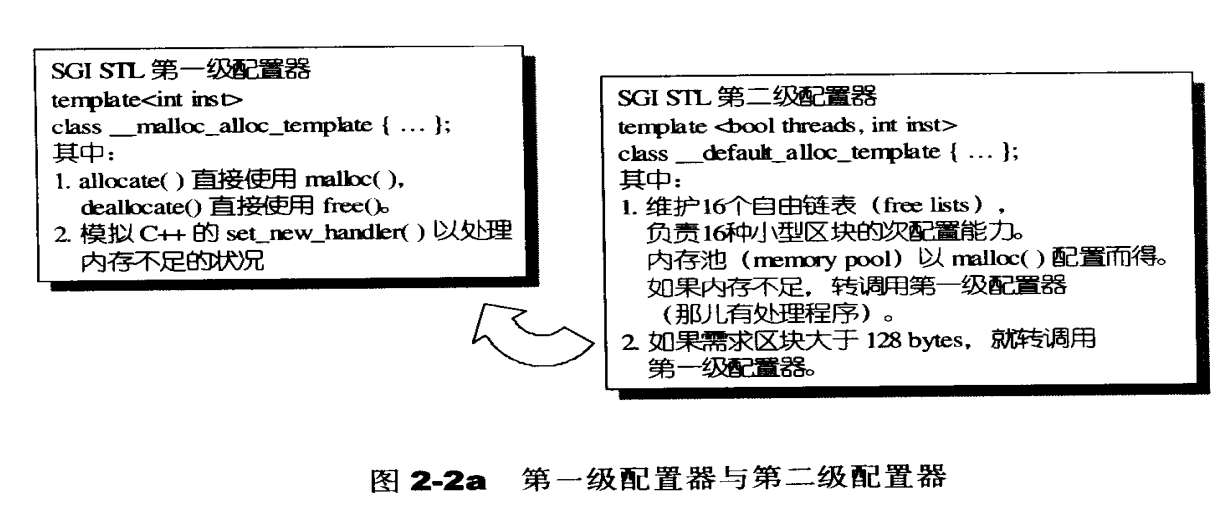 SGI STL 第一级配置器
template<int inst>
class __malloc_alloc_template { … };
其中：
1. allocate( ) 直接使用 malloc( ),
deallocate() 直接使用 free()。
2. 模拟 C++ 的 set_new_handler( ) 以处理
内存不足的状况
SGI STL 第二级配置器
template <bool threads, int inst>
class __default_alloc_template { … };
其中：
1. 维护16个自由链表（free lists），
负责16种小型区块的次配置能力。
内存池（memory pool）以 malloc( ) 配置而得。
如果内存不足，转调用第一级配置器
（那儿有处理程序）。
2. 如果需求区块大于 128 bytes，就转调用
第一级配置器。
图 2-2a 第一级配置器与第二级配置器